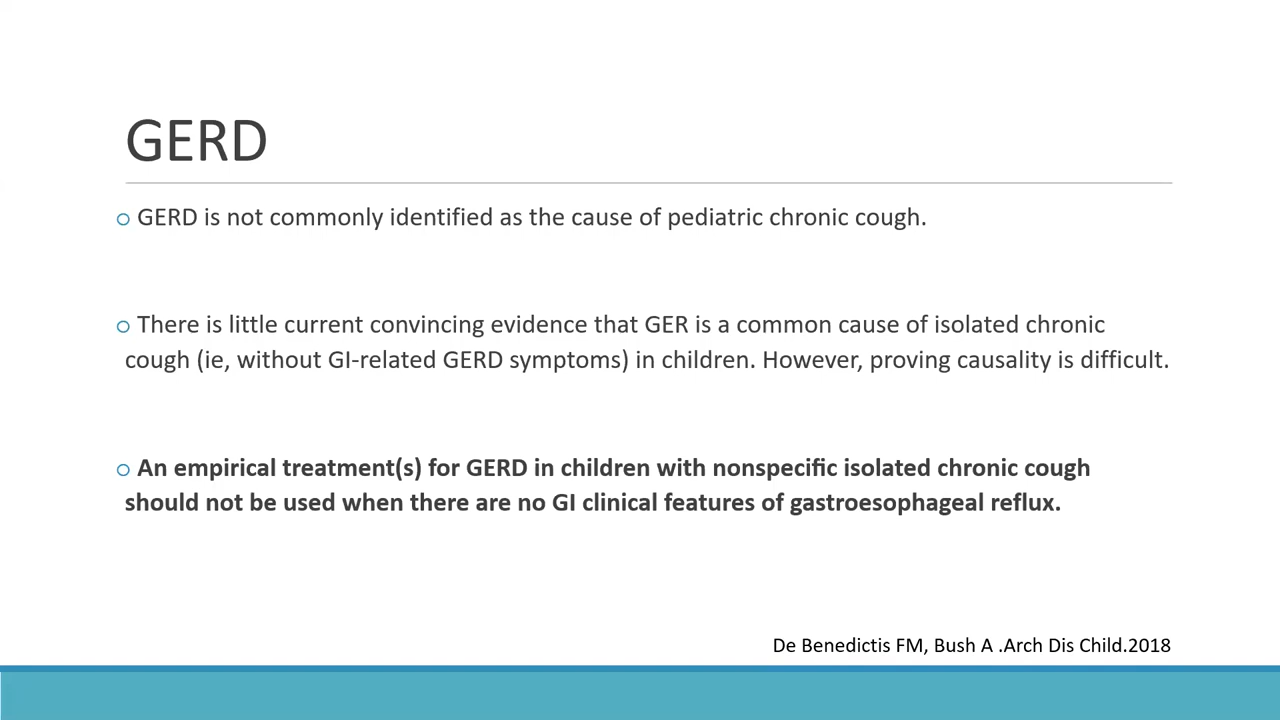 GERD
o GERD is not commonly identified as the cause of pediatric chronic cough.
o There is little current convincing evidence that GER is a common cause of isolated chronic
cough (ie, without GI-related GERD symptoms) in children. However, proving causality is difficult.
o An empirical treatment(s) for GERD in children with nonspecific isolated chronic cough
should not be used when there are no GI clinical features of gastroesophageal reflux.
De Benedictis FM, Bush A .Arch Dis Child.2018